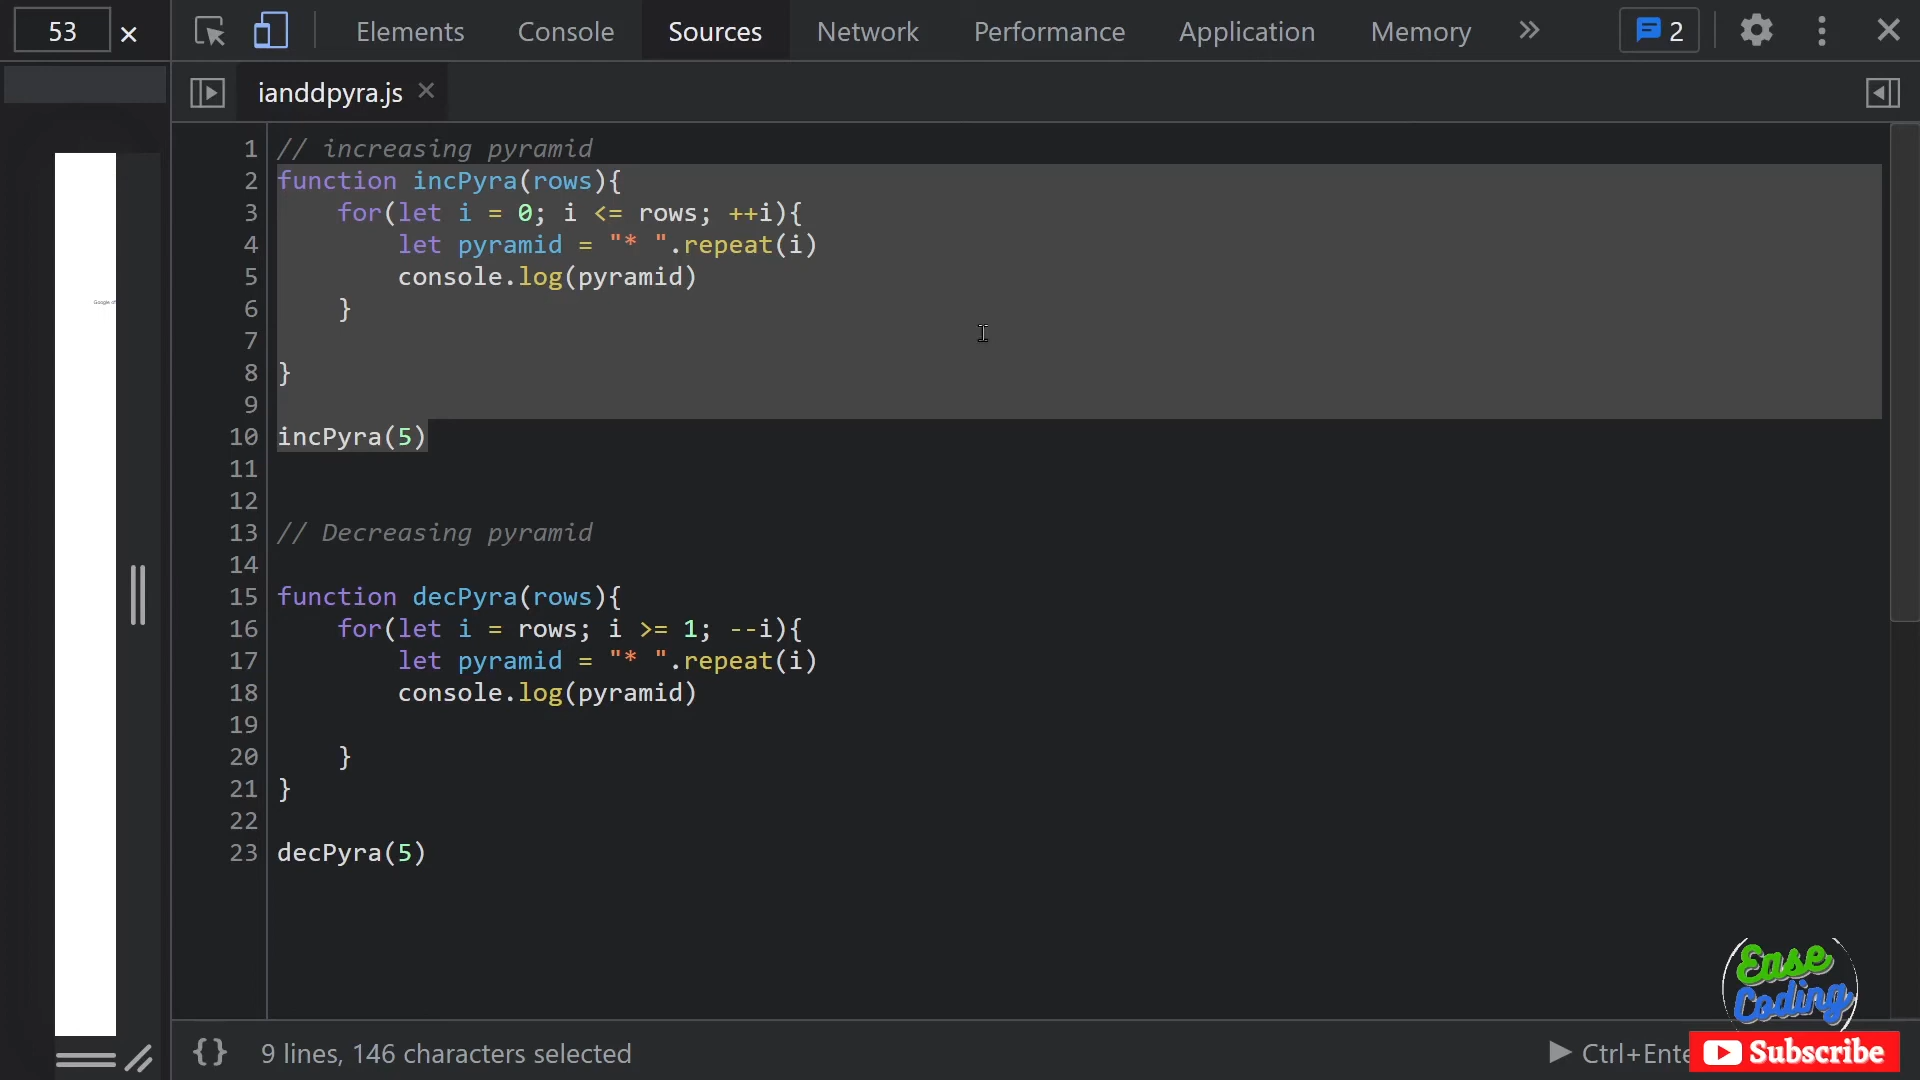 53 ×
Elements Console Sources Network Performance Application Memory » 2
ianddpyra.js ×
1 // increasing pyramid
2 function incPyra(rows){
3     for(let i = 0; i <= rows; ++i){
4         let pyramid = "* ".repeat(i)
5         console.log(pyramid)
6     }
7
8 }
9
10 incPyra(5)
11
12
13 // Decreasing pyramid
14
15 function decPyra(rows){
16     for(let i = rows; i >= 1; --i){
17         let pyramid = "* ".repeat(i)
18         console.log(pyramid)
19
20     }
21 }
22
23 decPyra(5)
Google of
Ease
Coding
{} 9 lines, 146 characters selected
Ctrl+Ente
Subscribe